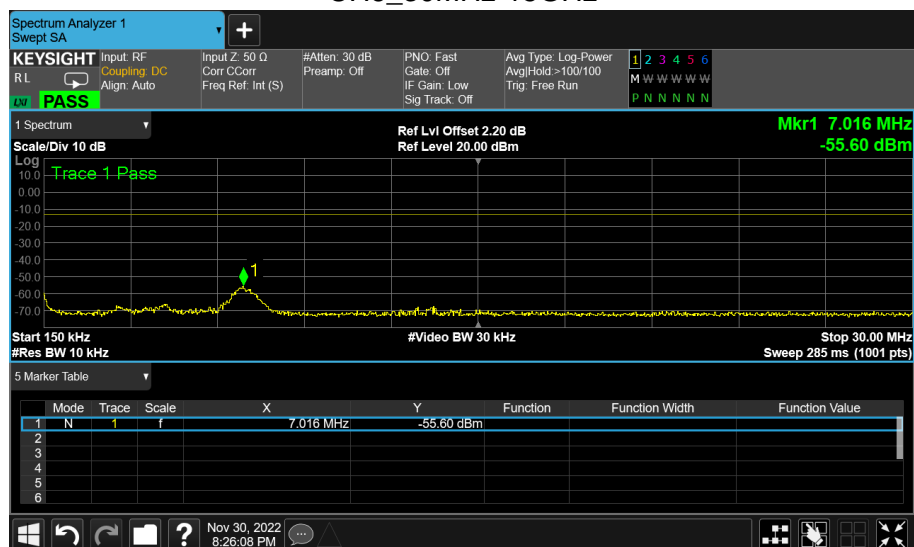 Spectrum Analyzer 1
Swept SA
KEYSIGHT Input: RF Input Z: 50 Ω #Atten: 30 dB PNO: Fast Avg Type: Log-Power 1 2 3 4 5 6
R L Coupling: DC Corr CCorr Preamp: Off Gate: Off Avg|Hold:>100/100 M W W W W W
Align: Auto Freq Ref: Int (S) IF Gain: Low Trig: Free Run
LXI PASS Sig Track: Off P N N N N N
1 Spectrum Ref Lvl Offset 2.20 dB Mkr1 7.016 MHz
Scale/Div 10 dB Ref Level 20.00 dBm -55.60 dBm
Log
10.0 Trace 1 Pass
0.00
-10.0
-20.0
-30.0
-40.0
1
-50.0
-60.0
-70.0
Start 150 kHz #Video BW 30 kHz Stop 30.00 MHz
#Res BW 10 kHz Sweep 285 ms (1001 pts)
5 Marker Table
Mode Trace Scale X Y Function Function Width Function Value
1 N 1 f 7.016 MHz -55.60 dBm
2
3
4
5
6
? Nov 30, 2022
8:26:08 PM